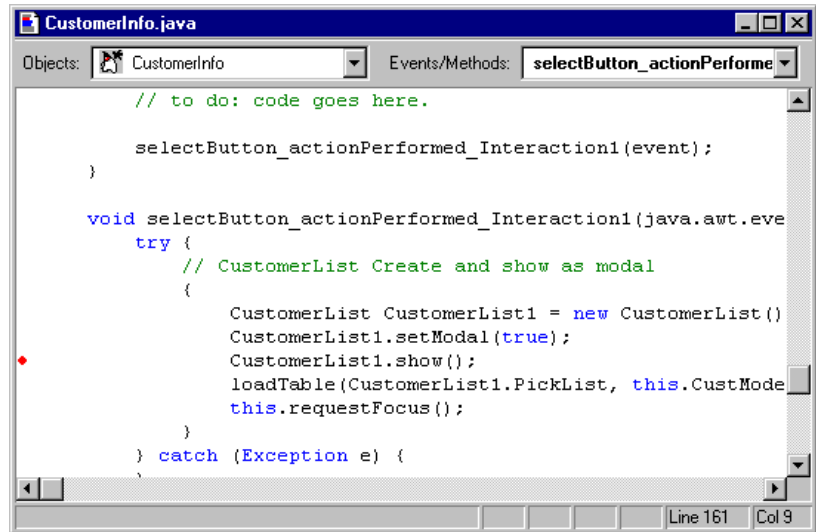 CustomerInfo.java
Objects: CustomerInfo Events/Methods: selectButton_actionPerforme
// to do: code goes here.
selectButton_actionPerformed_Interaction1(event);
}
void selectButton_actionPerformed_Interaction1(java.awt.eve
try {
// CustomerList Create and show as modal
{
CustomerList CustomerList1 = new CustomerList()
CustomerList1.setModal(true);
CustomerList1.show();
loadTable(CustomerList1.PickList, this.CustMode
this.requestFocus();
}
} catch (Exception e) {
Line 161 Col 9